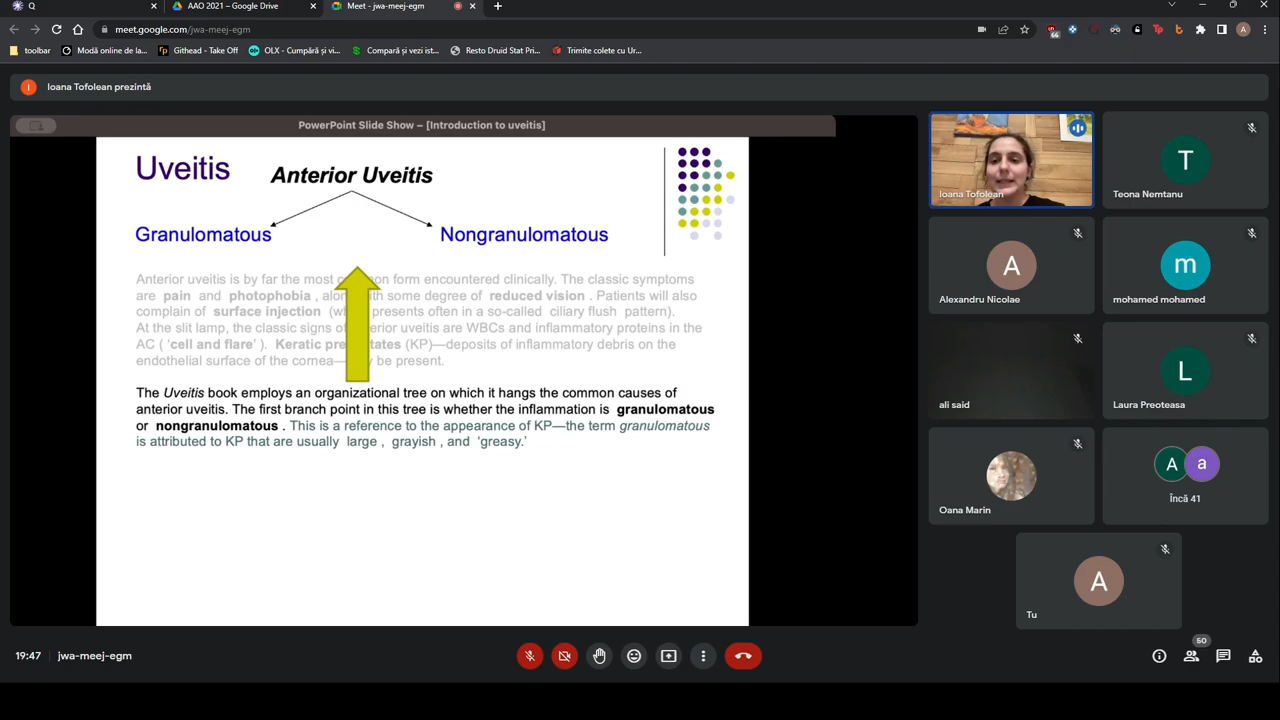 Q
AAO 2021 – Google Drive
Meet - jwa-meej-egm
meet.google.com/jwa-meej-egm
66
A
toolbar
Modă online de la...
Githead - Take Off
OLX - Cumpără și vi...
Compară și vezi ist...
Resto Druid Stat Pri...
Trimite colete cu Ur...
I
Ioana Tofolean prezintă
PowerPoint Slide Show – [Introduction to uveitis]
Uveitis
Anterior Uveitis
Granulomatous
Nongranulomatous
Anterior uveitis is by far the most common form encountered clinically. The classic symptoms
are pain and photophobia , along with some degree of reduced vision . Patients will also
complain of surface injection (which presents often in a so-called ciliary flush pattern).
At the slit lamp, the classic signs of anterior uveitis are WBCs and inflammatory proteins in the
AC ( 'cell and flare' ). Keratic precipitates (KP)—deposits of inflammatory debris on the
endothelial surface of the cornea—may be present.
The Uveitis book employs an organizational tree on which it hangs the common causes of
anterior uveitis. The first branch point in this tree is whether the inflammation is granulomatous
or nongranulomatous . This is a reference to the appearance of KP—the term granulomatous
is attributed to KP that are usually large , grayish , and 'greasy.'
Ioana Tofolean
T
Teona Nemtanu
A
Alexandru Nicolae
m
mohamed mohamed
ali said
L
Laura Preoteasa
Oana Marin
A
a
Încă 41
A
Tu
19:47
jwa-meej-egm
50